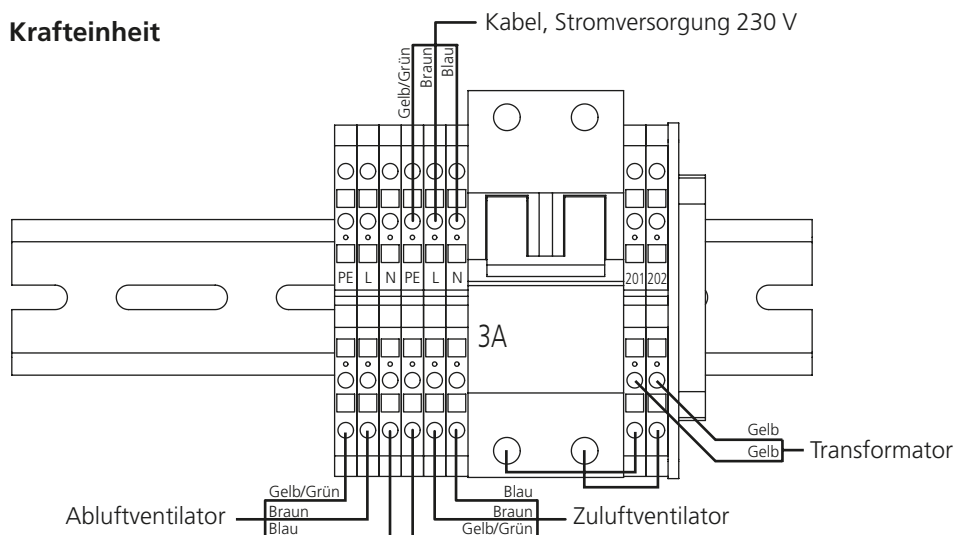 Krafteinheit
Kabel, Stromversorgung 230 V
Gelb/Grün
Braun
Blau
PE L N PE L N
201 202
3A
Gelb
Gelb
Transformator
Gelb/Grün
Braun
Blau
Abluftventilator
Blau
Braun
Gelb/Grün
Zuluftventilator